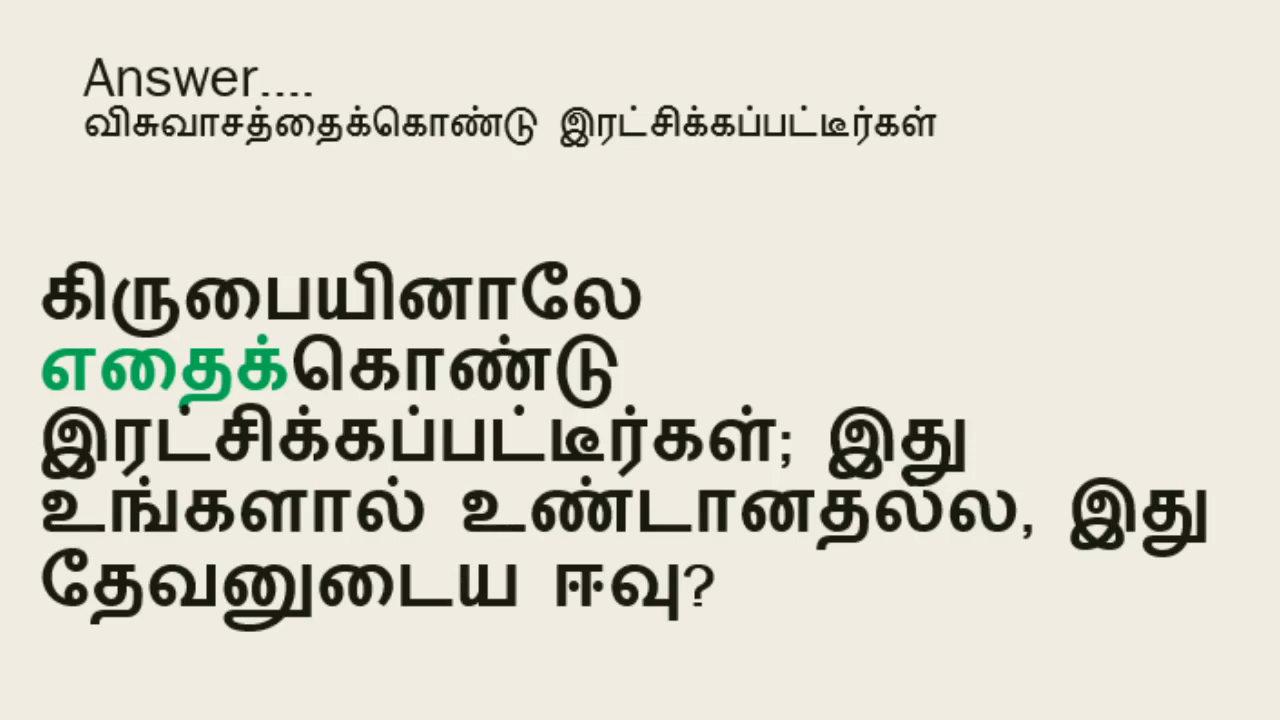 Answer....
விசுவாசத்தைக்கொண்டு இரட்சிக்கப்பட்டீர்கள்
கிருபையினாலே
எதைக்கொண்டு
இரட்சிக்கப்பட்டீர்கள்; இது
உங்களால் உண்டானதல்ல, இது
தேவனுடைய ஈவு?